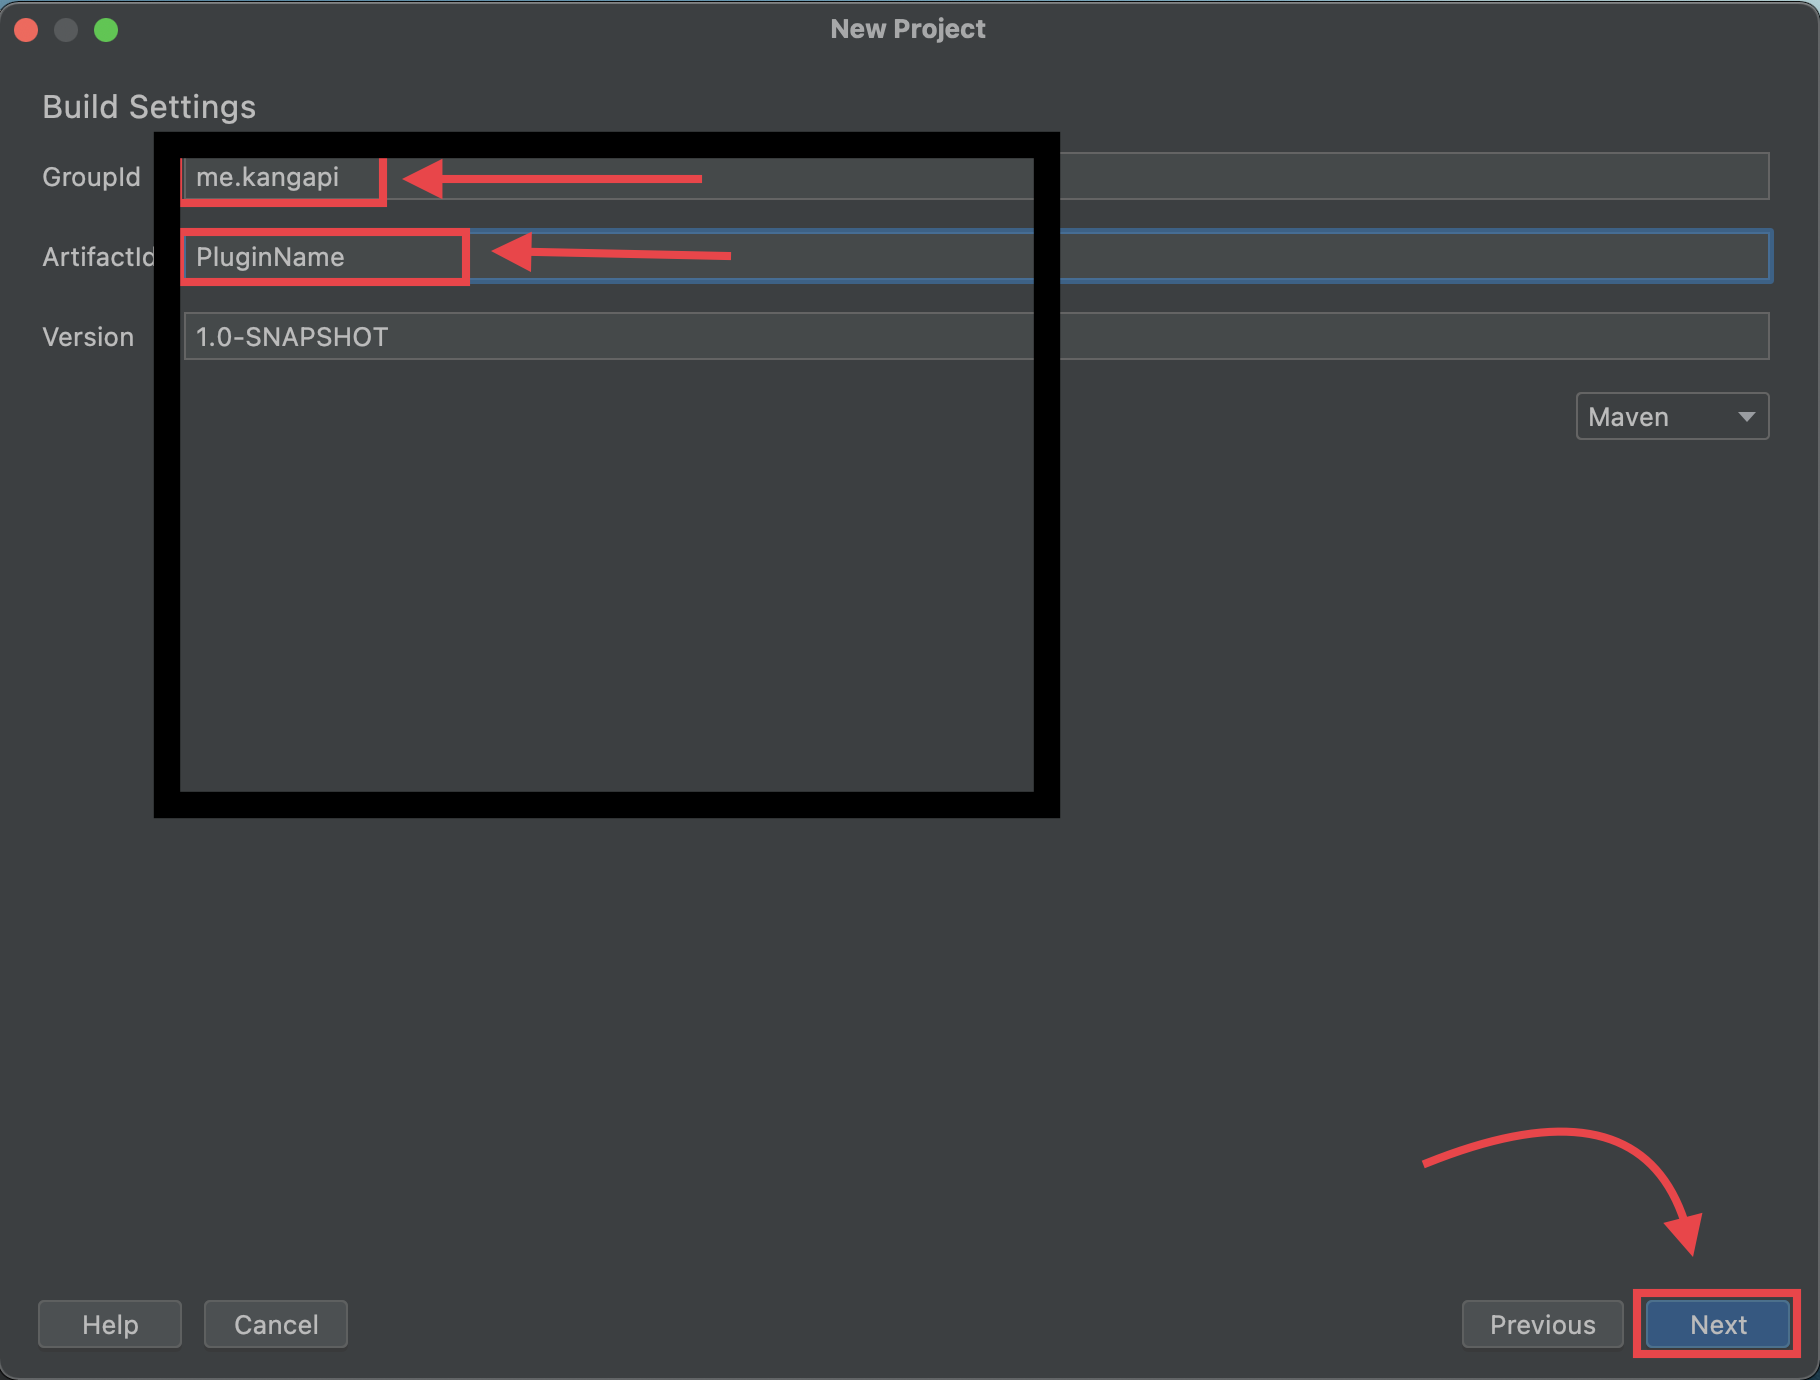 New Project
Build Settings
GroupId me.kangapi
ArtifactId PluginName
Version 1.0-SNAPSHOT
Maven
Help Cancel Previous Next